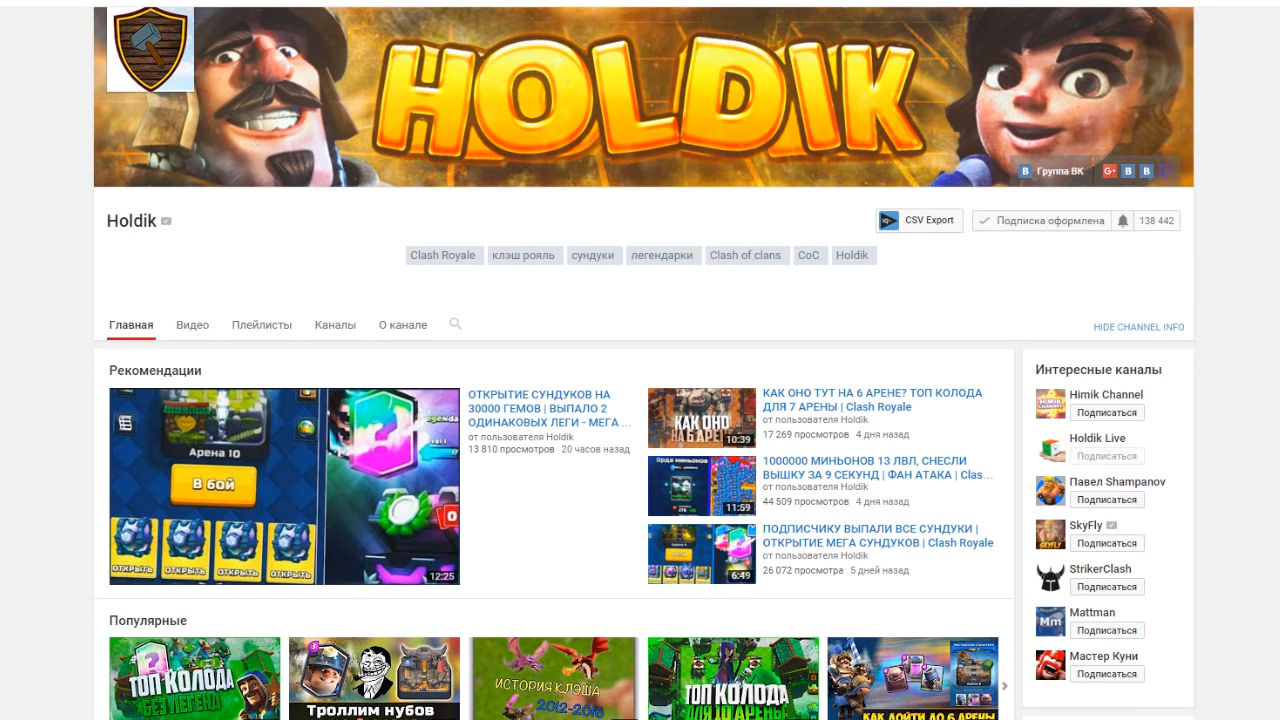 HOLDIK
Группа ВК
Holdik
CSV Export
Подписка оформлена
138 442
Clash Royale
клэш рояль
сундуки
легендарки
Clash of clans
CoC
Holdik
Главная
Видео
Плейлисты
Каналы
О канале
HIDE CHANNEL INFO
Рекомендации
Арена 10
В бой
ОТКРЫТЬ ОТКРЫТЬ ОТКРЫТЬ ОТКРЫТЬ
12:25
ОТКРЫТИЕ СУНДУКОВ НА
30000 ГЕМОВ | ВЫПАЛО 2
ОДИНАКОВЫХ ЛЕГИ - МЕГА ...
от пользователя Holdik
13 810 просмотров 20 часов назад
КАК ОНО
НА 6 АРЕ
10:39
КАК ОНО ТУТ НА 6 АРЕНЕ? ТОП КОЛОДА
ДЛЯ 7 АРЕНЫ | Clash Royale
от пользователя Holdik
17 269 просмотров 4 дня назад
Орда миньонов
11:59
1000000 МИНЬОНОВ 13 ЛВЛ, СНЕСЛИ
ВЫШКУ ЗА 9 СЕКУНД | ФАН АТАКА | Clas...
от пользователя Holdik
44 509 просмотров 4 дня назад
6:49
ПОДПИСЧИКУ ВЫПАЛИ ВСЕ СУНДУКИ |
ОТКРЫТИЕ МЕГА СУНДУКОВ | Clash Royale
от пользователя Holdik
26 072 просмотра 5 дней назад
Популярные
ТОП КОЛОДА
БЕЗ ЛЕГЕНД
Троллим нубов
ИСТОРИЯ КЛЭША
2012-2016
ТОП КОЛОДА
ДЛЯ 10 АРЕНЫ
КАК ДОЙТИ ДО 6 АРЕНЫ
Интересные каналы
Himik Channel
Подписаться
Holdik Live
Подписаться
Павел Shampanov
Подписаться
SkyFly
Подписаться
StrikerClash
Подписаться
Mattman
Подписаться
Мастер Куни
Подписаться